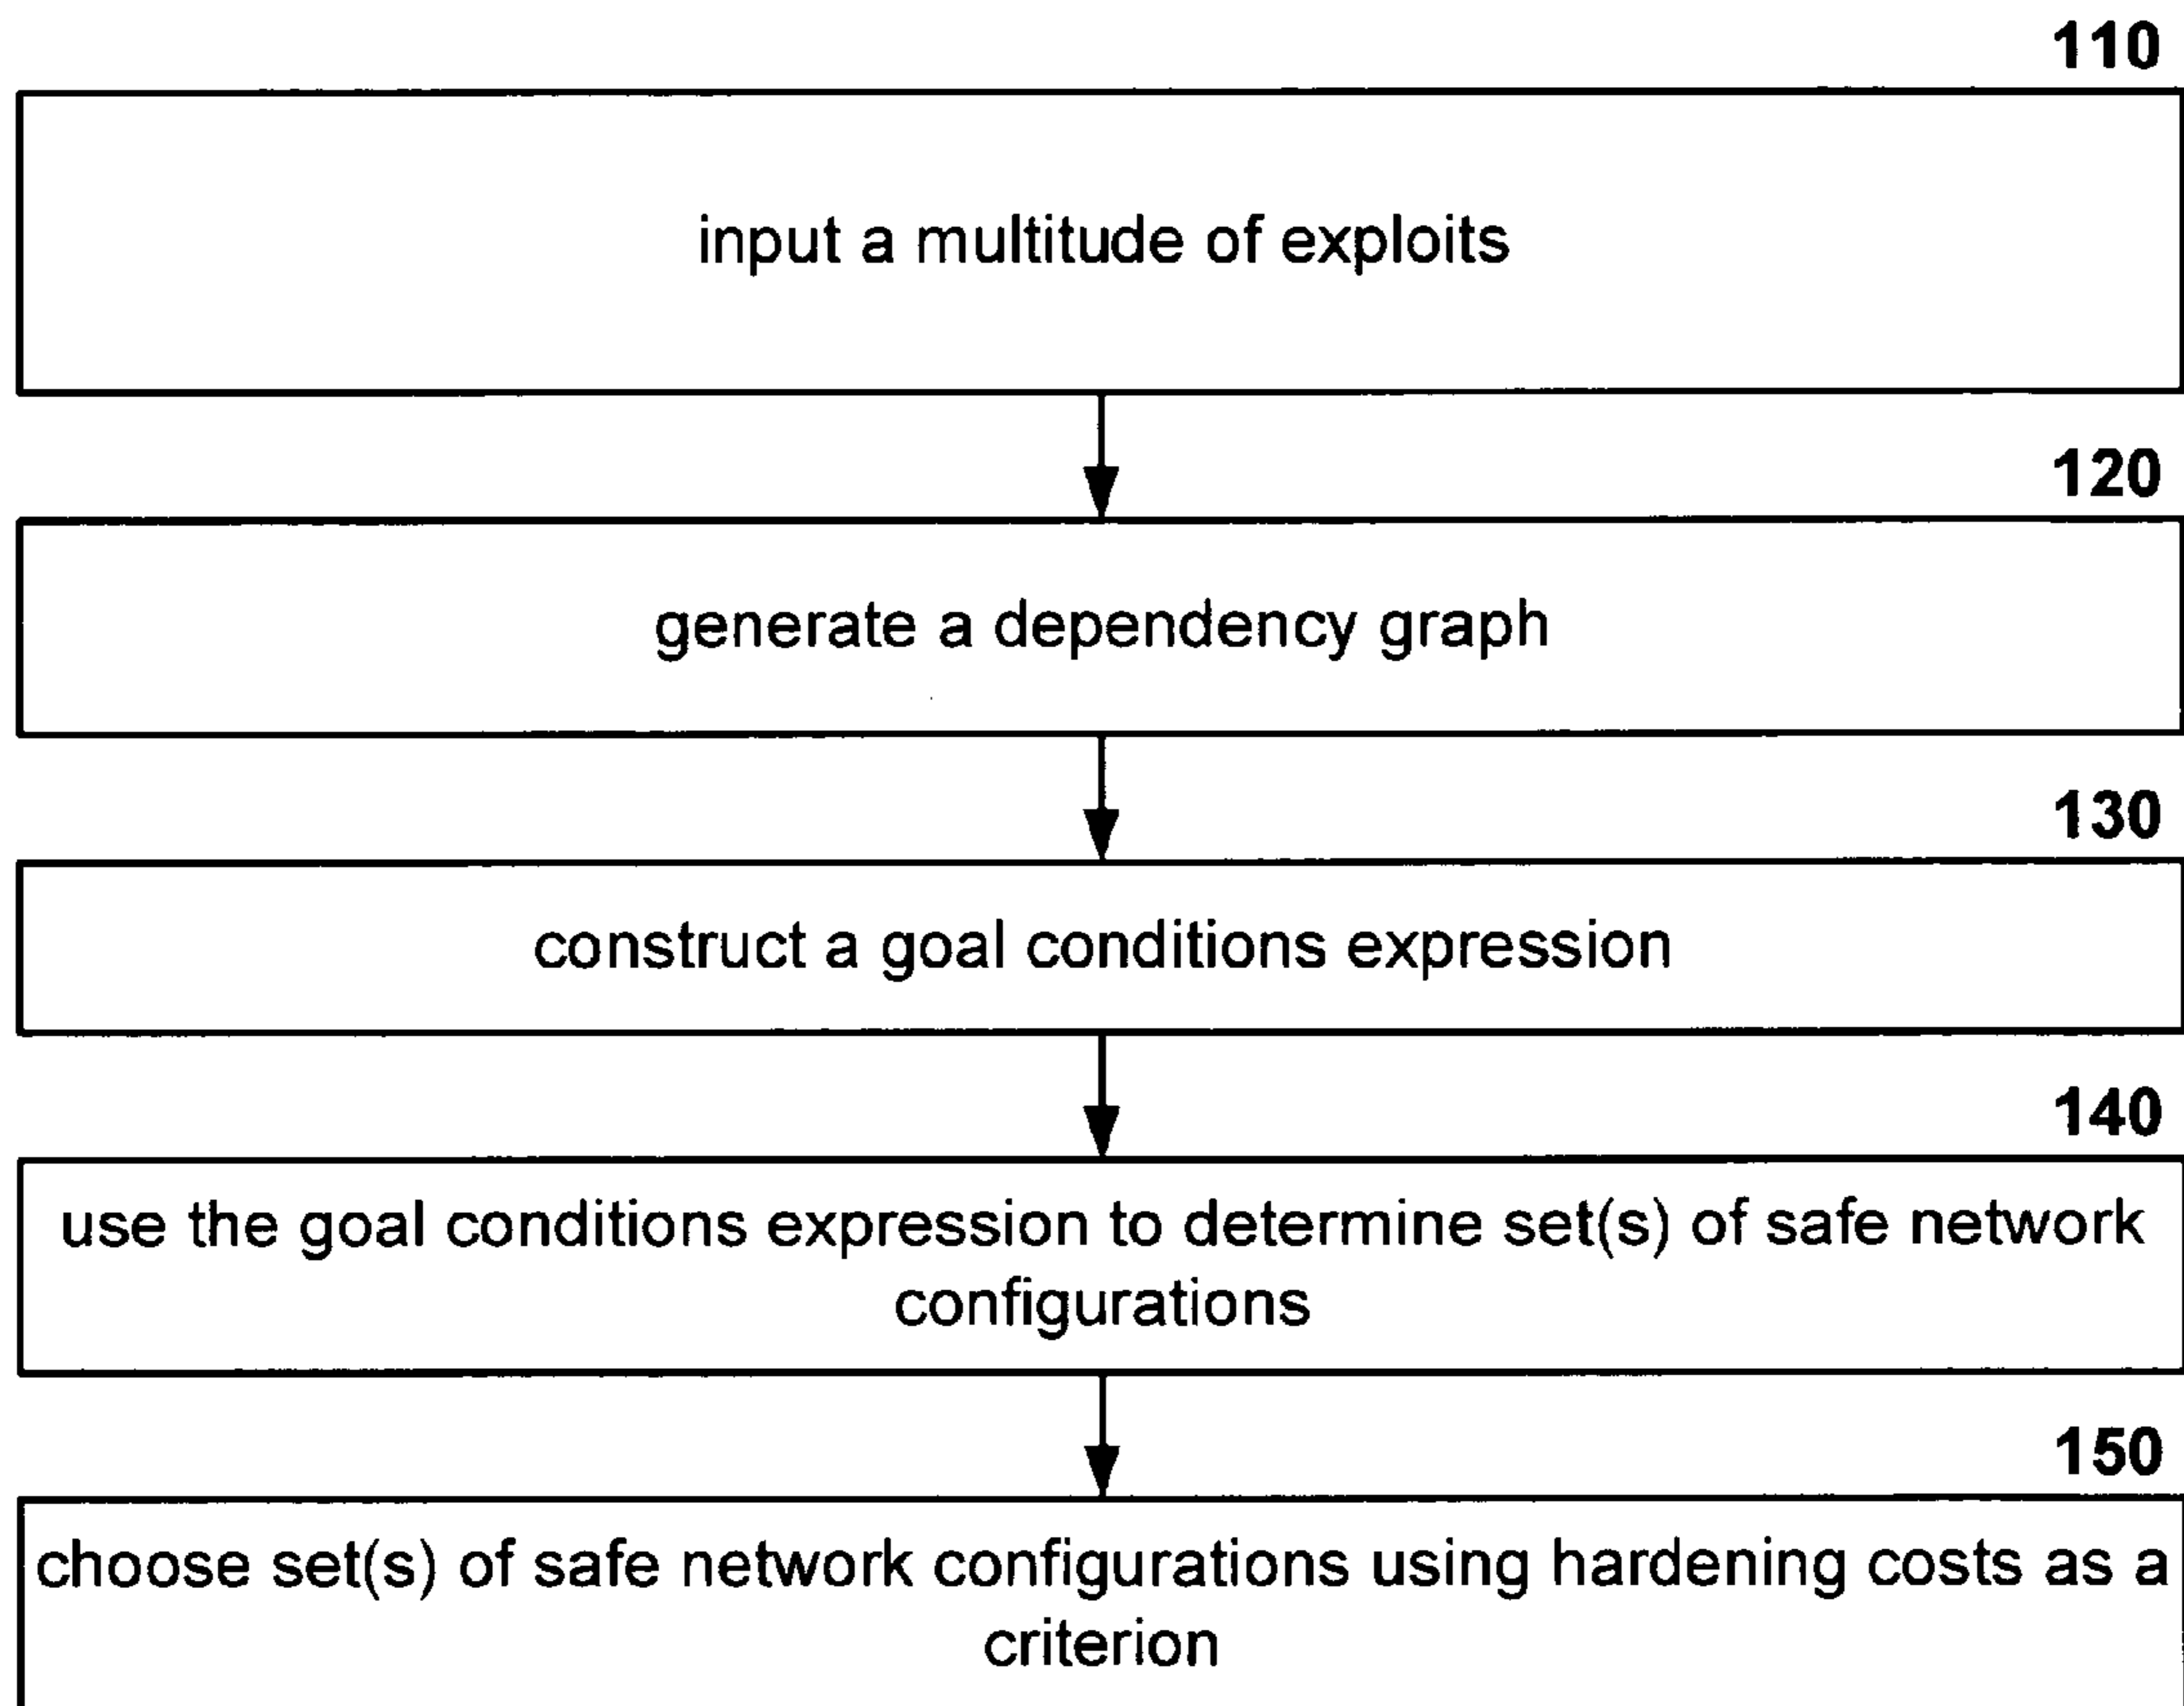 110
input a multitude of exploits
120
generate a dependency graph
130
construct a goal conditions expression
140
use the goal conditions expression to determine set(s) of safe network
configurations
150
choose set(s) of safe network configurations using hardening costs as a
criterion